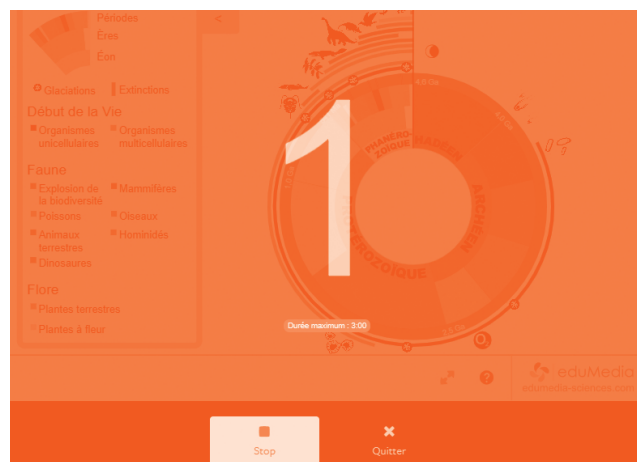 Périodes
Ères
Éon
<
Glaciations
Extinctions
Début de la Vie
Organismes
unicellulaires
Organismes
multicellulaires
Faune
Explosion de
la biodiversité
Mammifères
Poissons
Oiseaux
Animaux
terrestres
Hominidés
Dinosaures
Flore
Plantes terrestres
Plantes à fleur
PHANÉRO-
ZOÏQUE
HADÉEN
ARCHÉEN
1
Durée maximum : 3:00
?
eduMedia
edumedia-sciences.com
Stop
Quitter